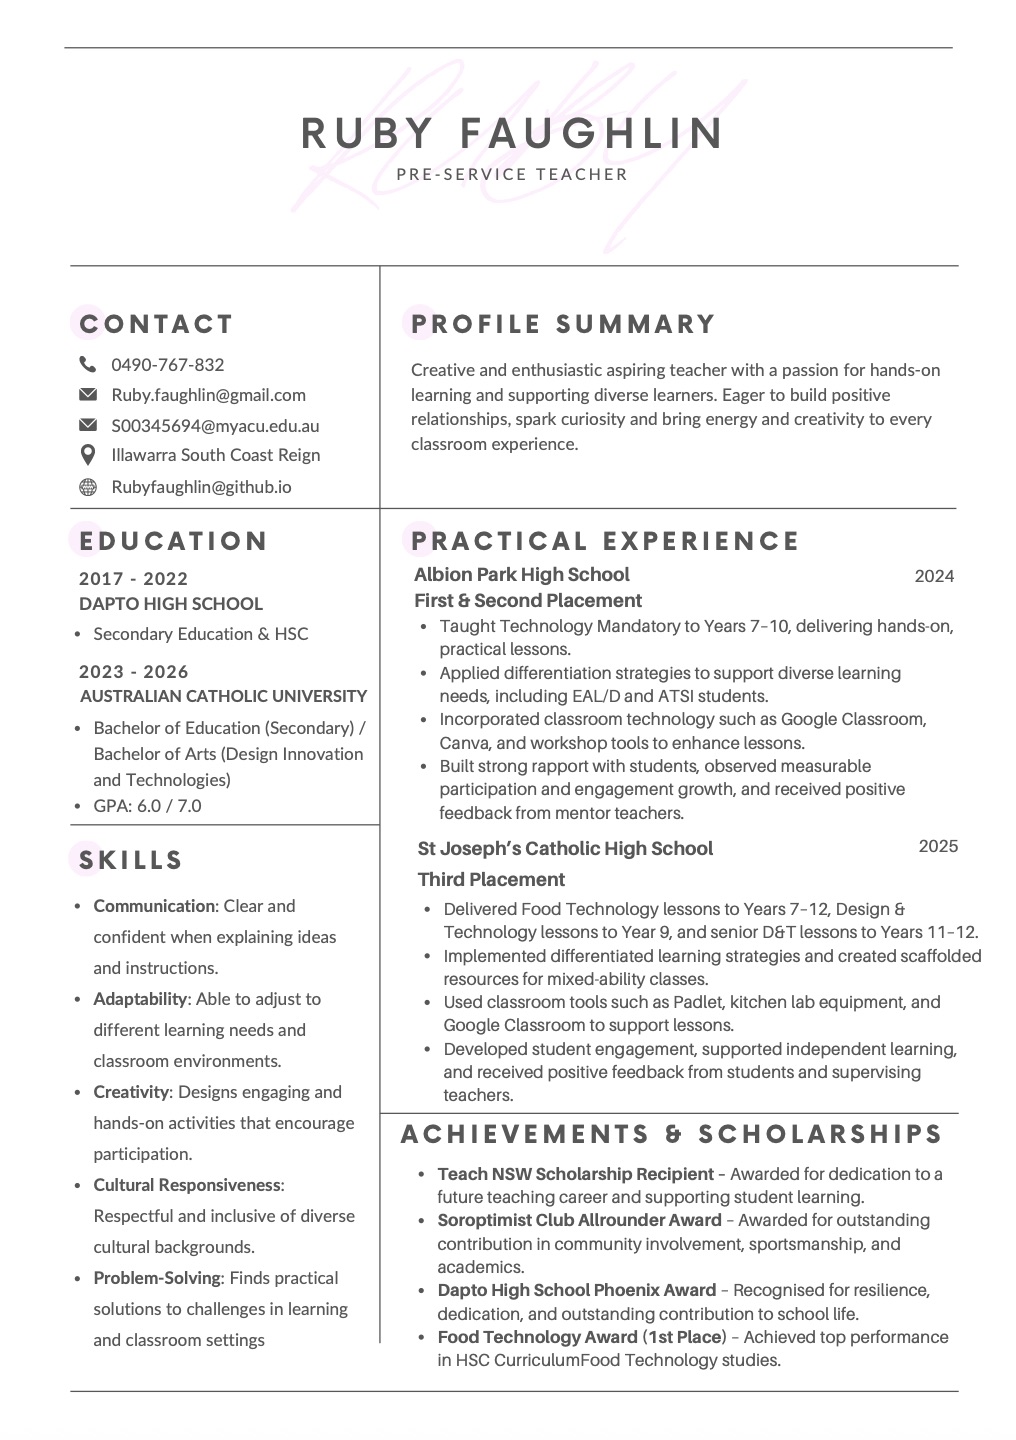 RUBY FAUGHLIN
PRE-SERVICE TEACHER
CONTACT
0490-767-832
Ruby.faughlin@gmail.com
S00345694@myacu.edu.au
Illawarra South Coast Reign
Rubyfaughlin@github.io
PROFILE SUMMARY
Creative and enthusiastic aspiring teacher with a passion for hands-on
learning and supporting diverse learners. Eager to build positive
relationships, spark curiosity and bring energy and creativity to every
classroom experience.
EDUCATION
2017 - 2022
DAPTO HIGH SCHOOL
• Secondary Education & HSC
2023 - 2026
AUSTRALIAN CATHOLIC UNIVERSITY
• Bachelor of Education (Secondary) /
Bachelor of Arts (Design Innovation
and Technologies)
• GPA: 6.0 / 7.0
SKILLS
• Communication: Clear and
confident when explaining ideas
and instructions.
• Adaptability: Able to adjust to
different learning needs and
classroom environments.
• Creativity: Designs engaging and
hands-on activities that encourage
participation.
• Cultural Responsiveness:
Respectful and inclusive of diverse
cultural backgrounds.
• Problem-Solving: Finds practical
solutions to challenges in learning
and classroom settings
PRACTICAL EXPERIENCE
Albion Park High School 2024
First & Second Placement
• Taught Technology Mandatory to Years 7–10, delivering hands-on,
practical lessons.
• Applied differentiation strategies to support diverse learning
needs, including EAL/D and ATSI students.
• Incorporated classroom technology such as Google Classroom,
Canva, and workshop tools to enhance lessons.
• Built strong rapport with students, observed measurable
participation and engagement growth, and received positive
feedback from mentor teachers.
St Joseph's Catholic High School 2025
Third Placement
• Delivered Food Technology lessons to Years 7–12, Design &
Technology lessons to Year 9, and senior D&T lessons to Years 11–12.
• Implemented differentiated learning strategies and created scaffolded
resources for mixed-ability classes.
• Used classroom tools such as Padlet, kitchen lab equipment, and
Google Classroom to support lessons.
• Developed student engagement, supported independent learning,
and received positive feedback from students and supervising
teachers.
ACHIEVEMENTS & SCHOLARSHIPS
• Teach NSW Scholarship Recipient – Awarded for dedication to a
future teaching career and supporting student learning.
• Soroptimist Club Allrounder Award – Awarded for outstanding
contribution in community involvement, sportsmanship, and
academics.
• Dapto High School Phoenix Award – Recognised for resilience,
dedication, and outstanding contribution to school life.
• Food Technology Award (1st Place) – Achieved top performance
in HSC CurriculumFood Technology studies.